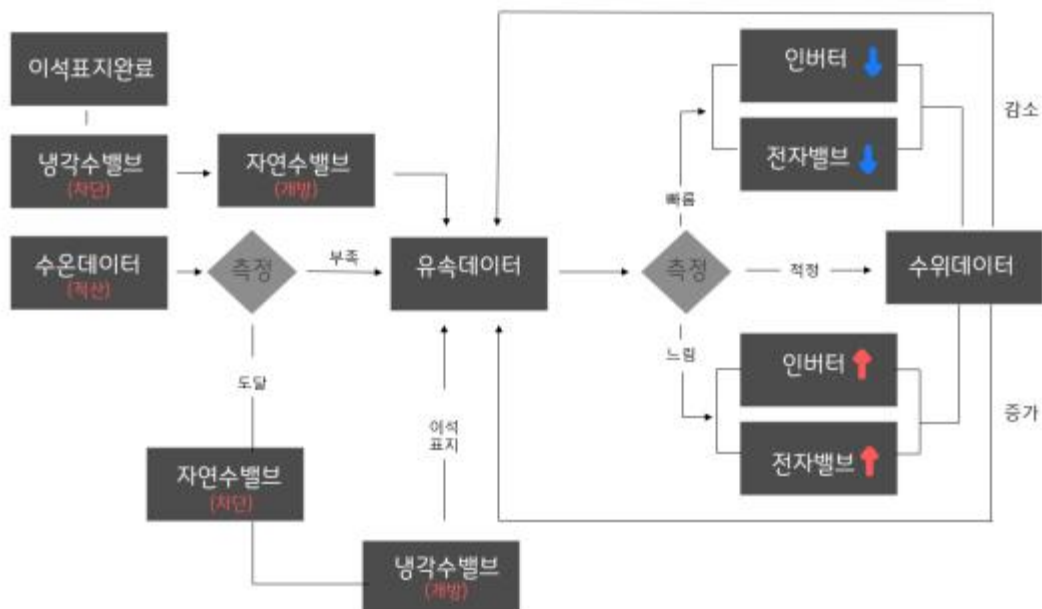 이석표지완료
냉각수밸브
(차단)
자연수밸브
(개방)
수온데이터
(적산)
측정
부족
도달
자연수밸브
(차단)
냉각수밸브
(개방)
이석
표지
유속데이터
측정
빠름
적정
느림
인버터
전자밸브
감소
수위데이터
인버터
전자밸브
증가